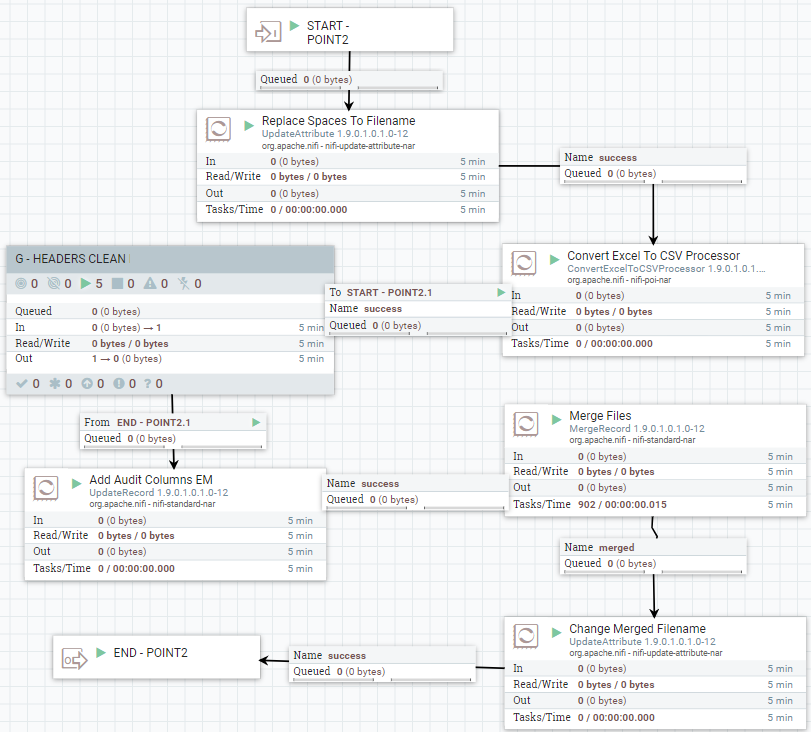 START -
POINT2
Queued 0 (0 bytes)
Replace Spaces To Filename
UpdateAttribute 1.9.0.1.0.1.0-12
org.apache.nifi - nifi-update-attribute-nar
In 0 (0 bytes) 5 min
Read/Write 0 bytes / 0 bytes 5 min
Out 0 (0 bytes) 5 min
Tasks/Time 0 / 00:00:00.000 5 min
Name success
Queued 0 (0 bytes)
Convert Excel To CSV Processor
ConvertExcelToCSVProcessor 1.9.0.1.0.1....
org.apache.nifi - nifi-poi-nar
In 0 (0 bytes) 5 min
Read/Write 0 bytes / 0 bytes 5 min
Out 0 (0 bytes) 5 min
Tasks/Time 0 / 00:00:00.000 5 min
To START - POINT2.1
Name success
Queued 0 (0 bytes)
G - HEADERS CLEAN
0 0 5 0 0 0
Queued 0 (0 bytes)
In 0 (0 bytes) → 1 5 min
Read/Write 0 bytes / 0 bytes 5 min
Out 1 → 0 (0 bytes) 5 min
0 0 0 0 ? 0
From END - POINT2.1
Queued 0 (0 bytes)
Add Audit Columns EM
UpdateRecord 1.9.0.1.0.1.0-12
org.apache.nifi - nifi-standard-nar
In 0 (0 bytes) 5 min
Read/Write 0 bytes / 0 bytes 5 min
Out 0 (0 bytes) 5 min
Tasks/Time 0 / 00:00:00.000 5 min
Name success
Queued 0 (0 bytes)
Merge Files
MergeRecord 1.9.0.1.0.1.0-12
org.apache.nifi - nifi-standard-nar
In 0 (0 bytes) 5 min
Read/Write 0 bytes / 0 bytes 5 min
Out 0 (0 bytes) 5 min
Tasks/Time 902 / 00:00:00.015 5 min
Name merged
Queued 0 (0 bytes)
Change Merged Filename
UpdateAttribute 1.9.0.1.0.1.0-12
org.apache.nifi - nifi-update-attribute-nar
In 0 (0 bytes) 5 min
Read/Write 0 bytes / 0 bytes 5 min
Out 0 (0 bytes) 5 min
Tasks/Time 0 / 00:00:00.000 5 min
Name success
Queued 0 (0 bytes)
END - POINT2